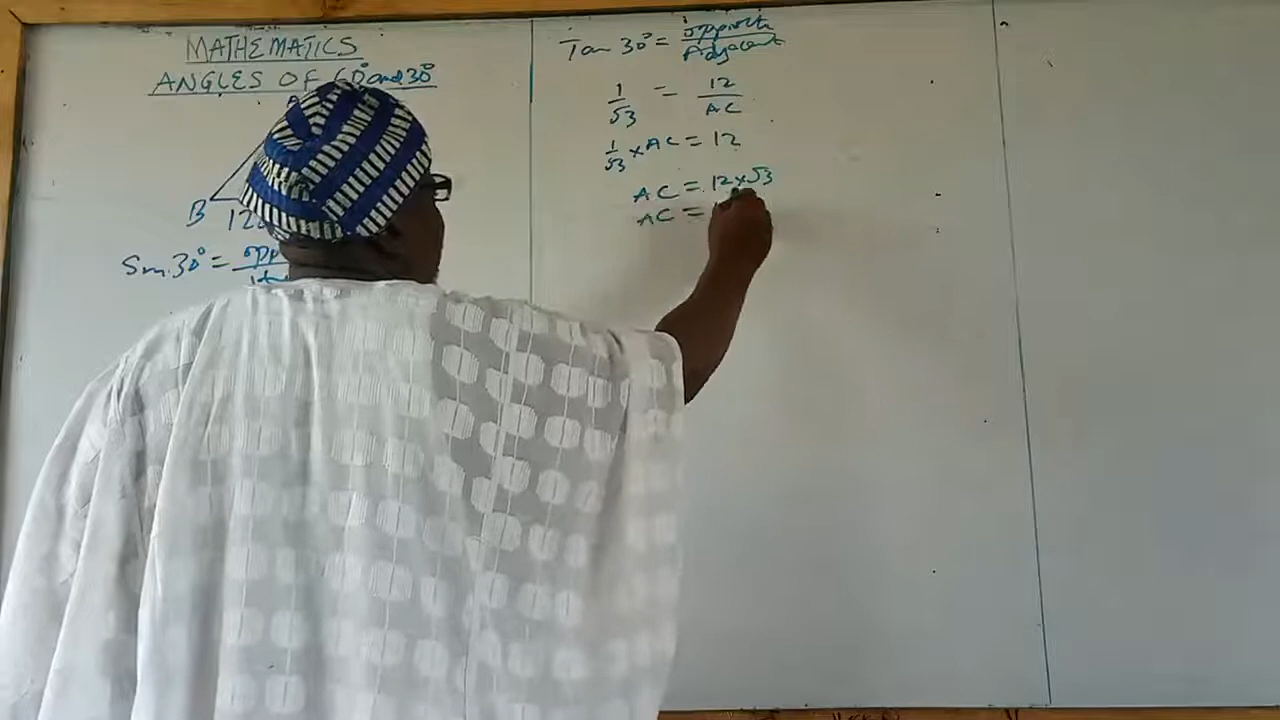 MATHEMATICS
ANGLES OF 60° and 30°
B
12
Sin 30° = opp
Tan 30° = opposite / Adjacent
1/√3 = 12/AC
1/√3 × AC = 12
AC = 12×√3
AC =